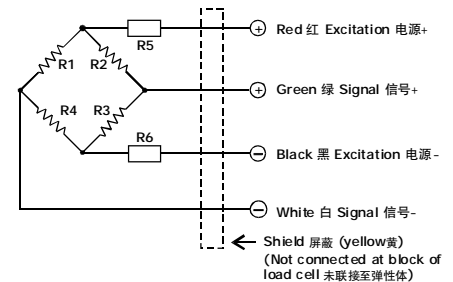 R5
Red 红 Excitation 电源+
R1 R2
Green 绿 Signal 信号+
R4 R3
R6
Black 黑 Excitation 电源-
White 白 Signal 信号-
Shield 屏蔽 (yellow黄)
(Not connected at block of
load cell 未联接至弹性体)